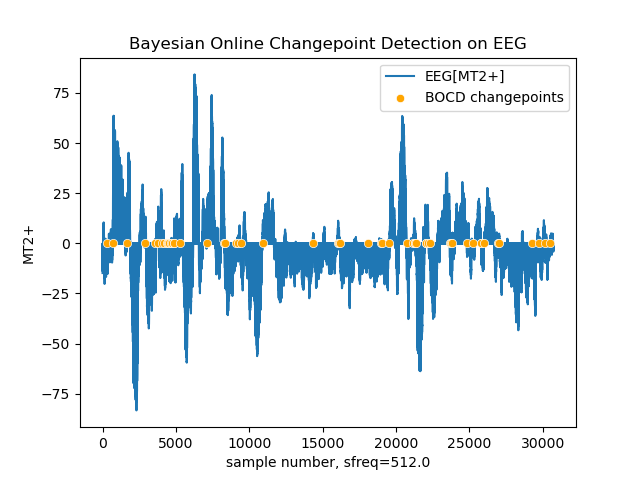 Bayesian Online Changepoint Detection on EEG
EEG[MT2+]
BOCD changepoints
75
50
25
0
−25
−50
−75
MT2+
0 5000 10000 15000 20000 25000 30000
sample number, sfreq=512.0